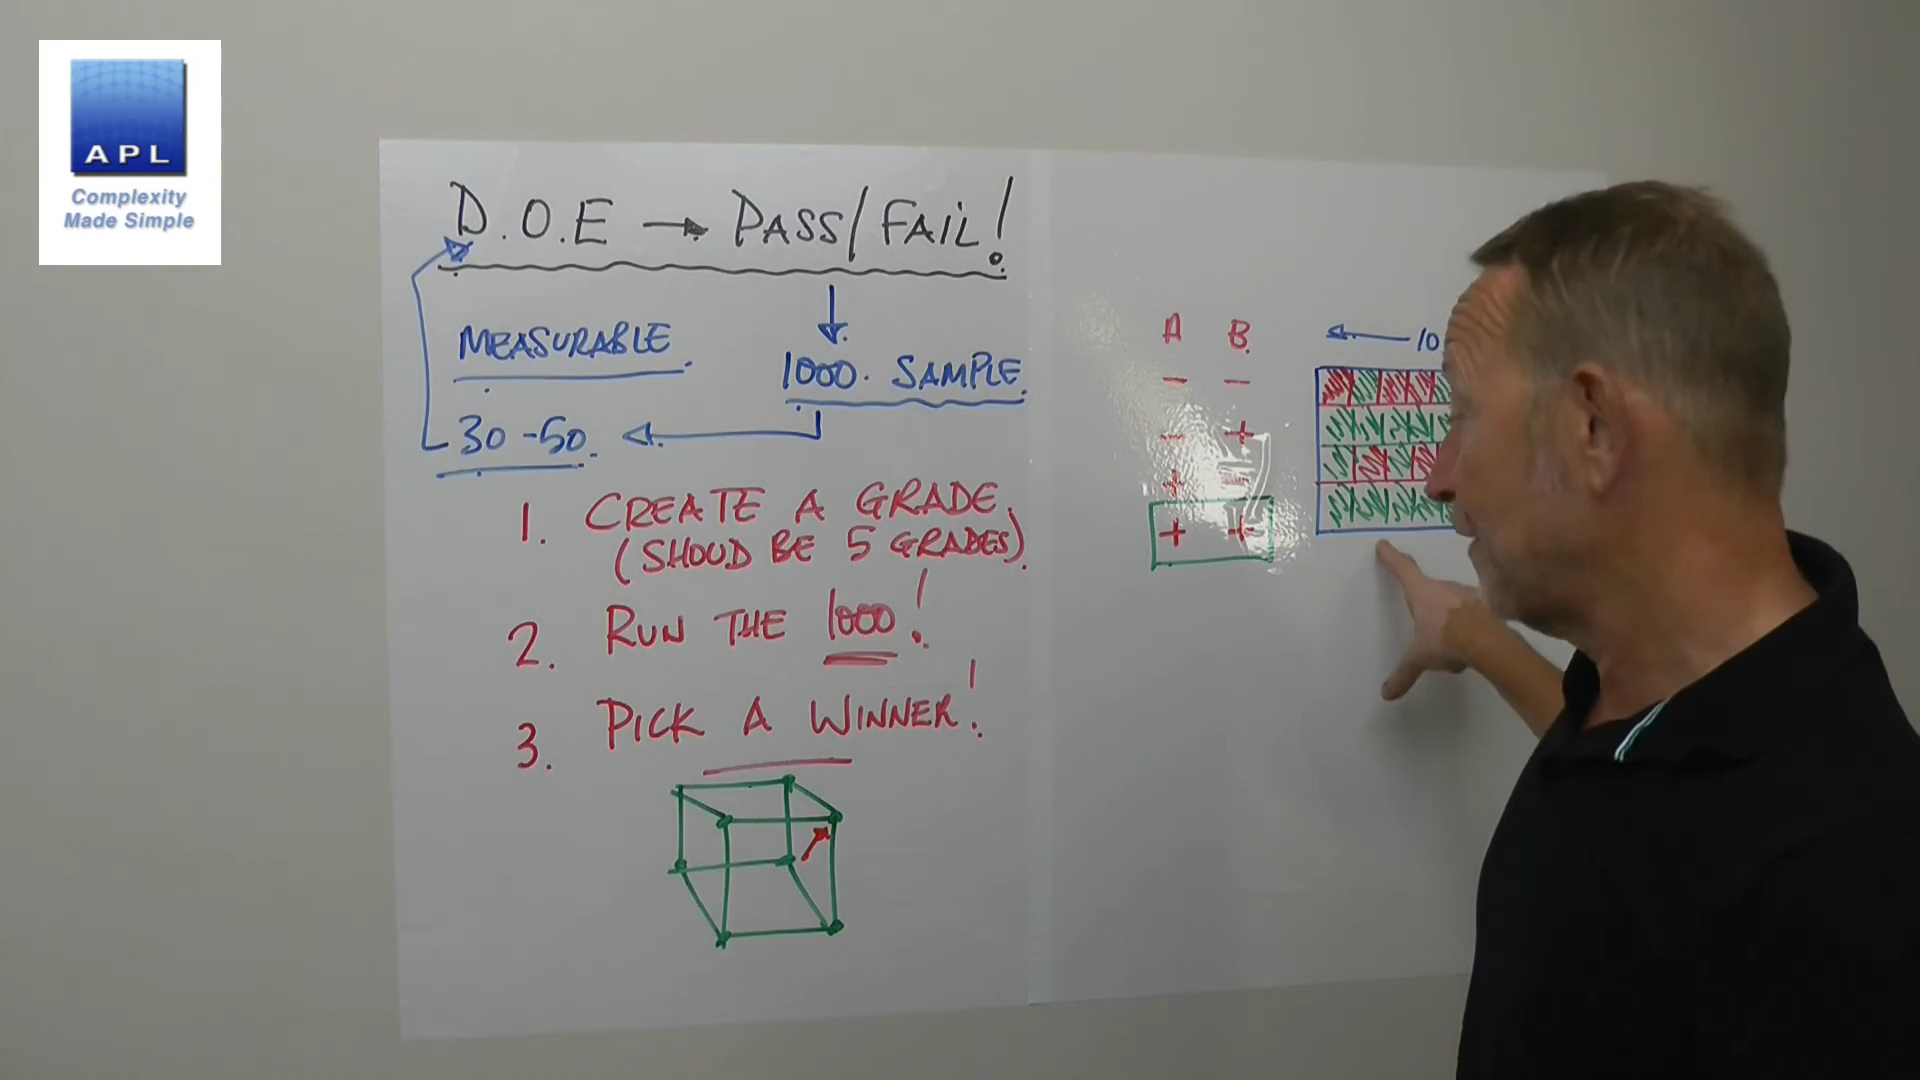 APL
Complexity
Made Simple
D.O.E → PASS/FAIL!
MEASURABLE
1000. SAMPLE.
30-50.
1. CREATE A GRADE.
(SHOUD BE 5 GRADES).
2. RUN THE 1000!
3. PICK A WINNER!
A B
← 10
- -
- +
+ -
+ +